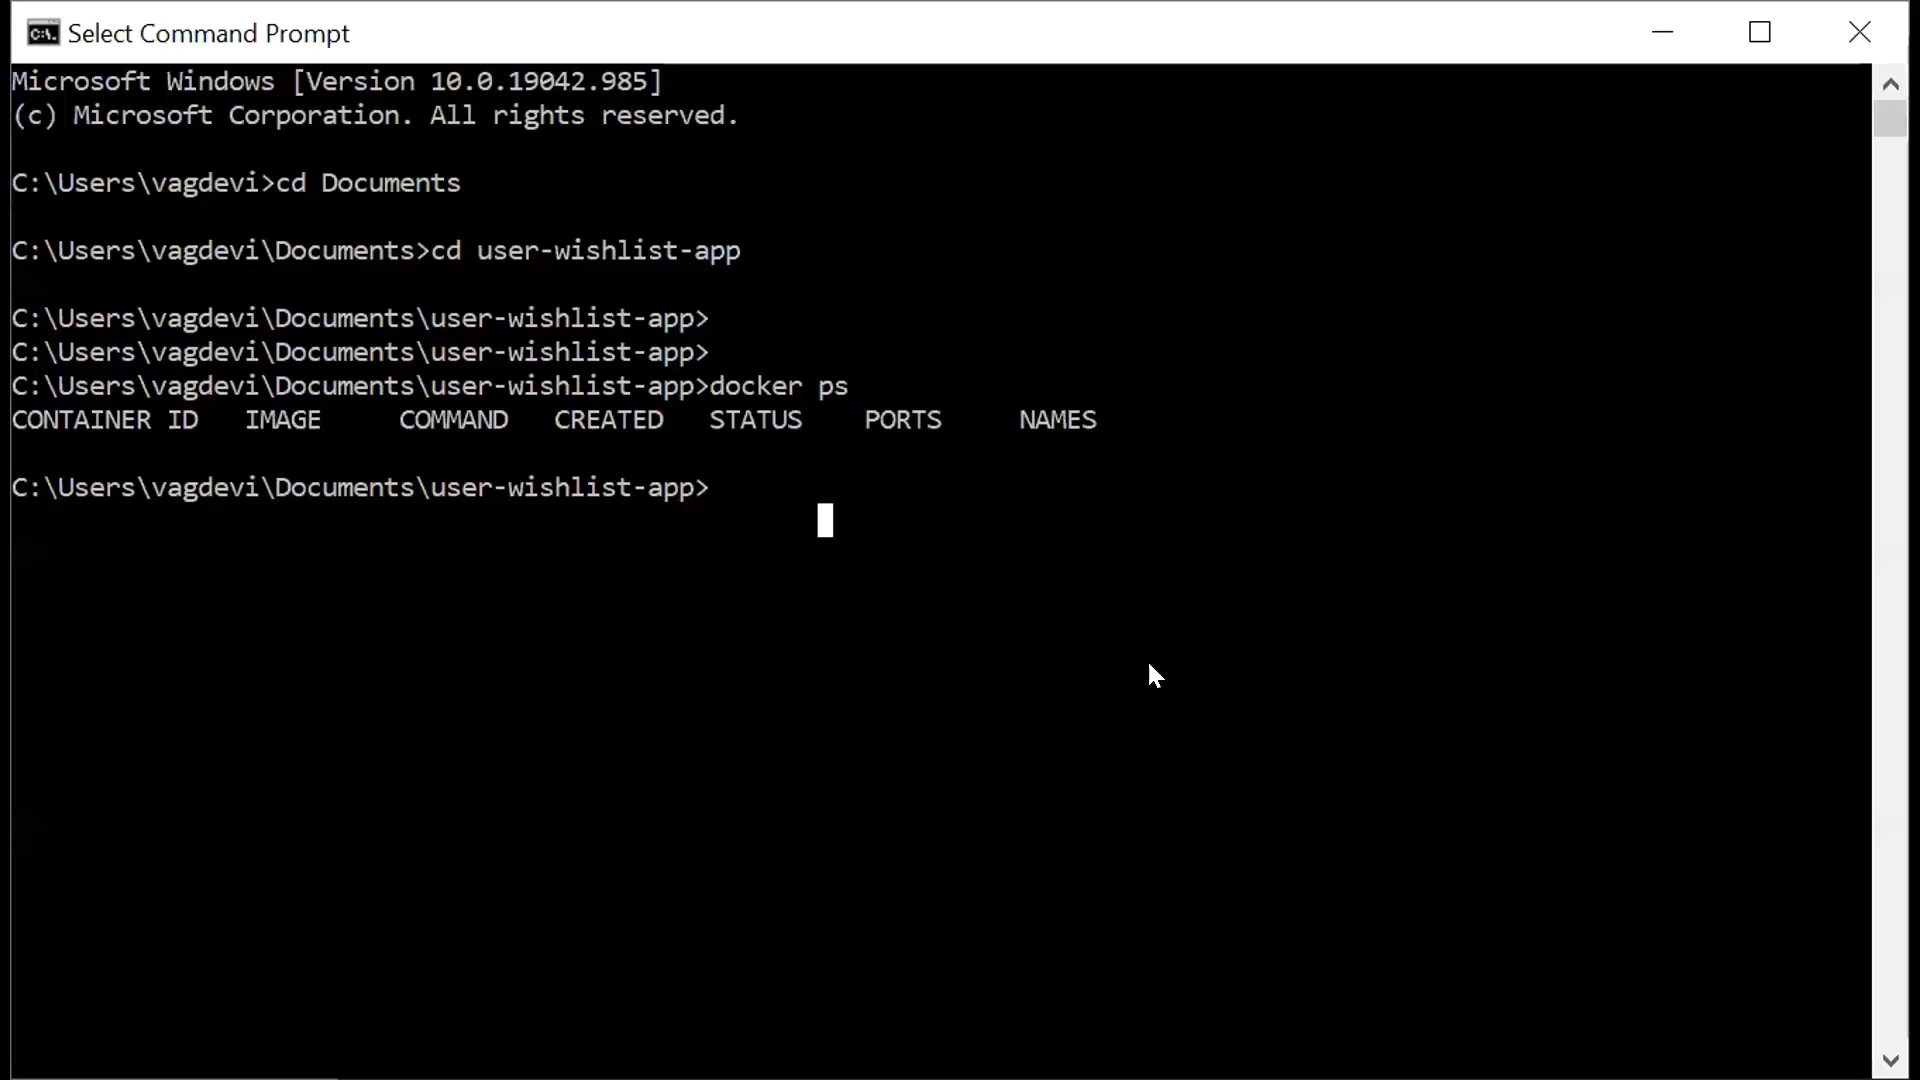 Select Command Prompt
Microsoft Windows [Version 10.0.19042.985]
(c) Microsoft Corporation. All rights reserved.
C:\Users\vagdevi>cd Documents
C:\Users\vagdevi\Documents>cd user-wishlist-app
C:\Users\vagdevi\Documents\user-wishlist-app>
C:\Users\vagdevi\Documents\user-wishlist-app>
C:\Users\vagdevi\Documents\user-wishlist-app>docker ps
CONTAINER ID   IMAGE     COMMAND   CREATED   STATUS    PORTS     NAMES
C:\Users\vagdevi\Documents\user-wishlist-app>